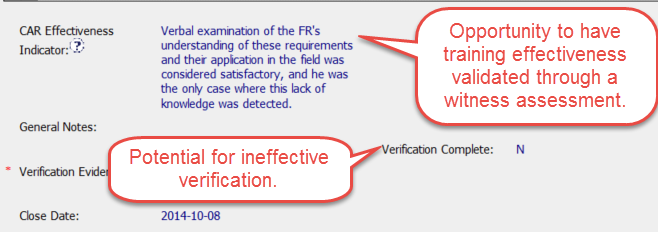 CAR Effectiveness
Indicator: ?
Verbal examination of the FR's
understanding of these requirements
and their application in the field was
considered satisfactory, and he was
the only case where this lack of
knowledge was detected.
Opportunity to have
training effectiveness
validated through a
witness assessment.
General Notes:
Potential for ineffective
verification.
Verification Complete: N
* Verification Eviden
Close Date: 2014-10-08